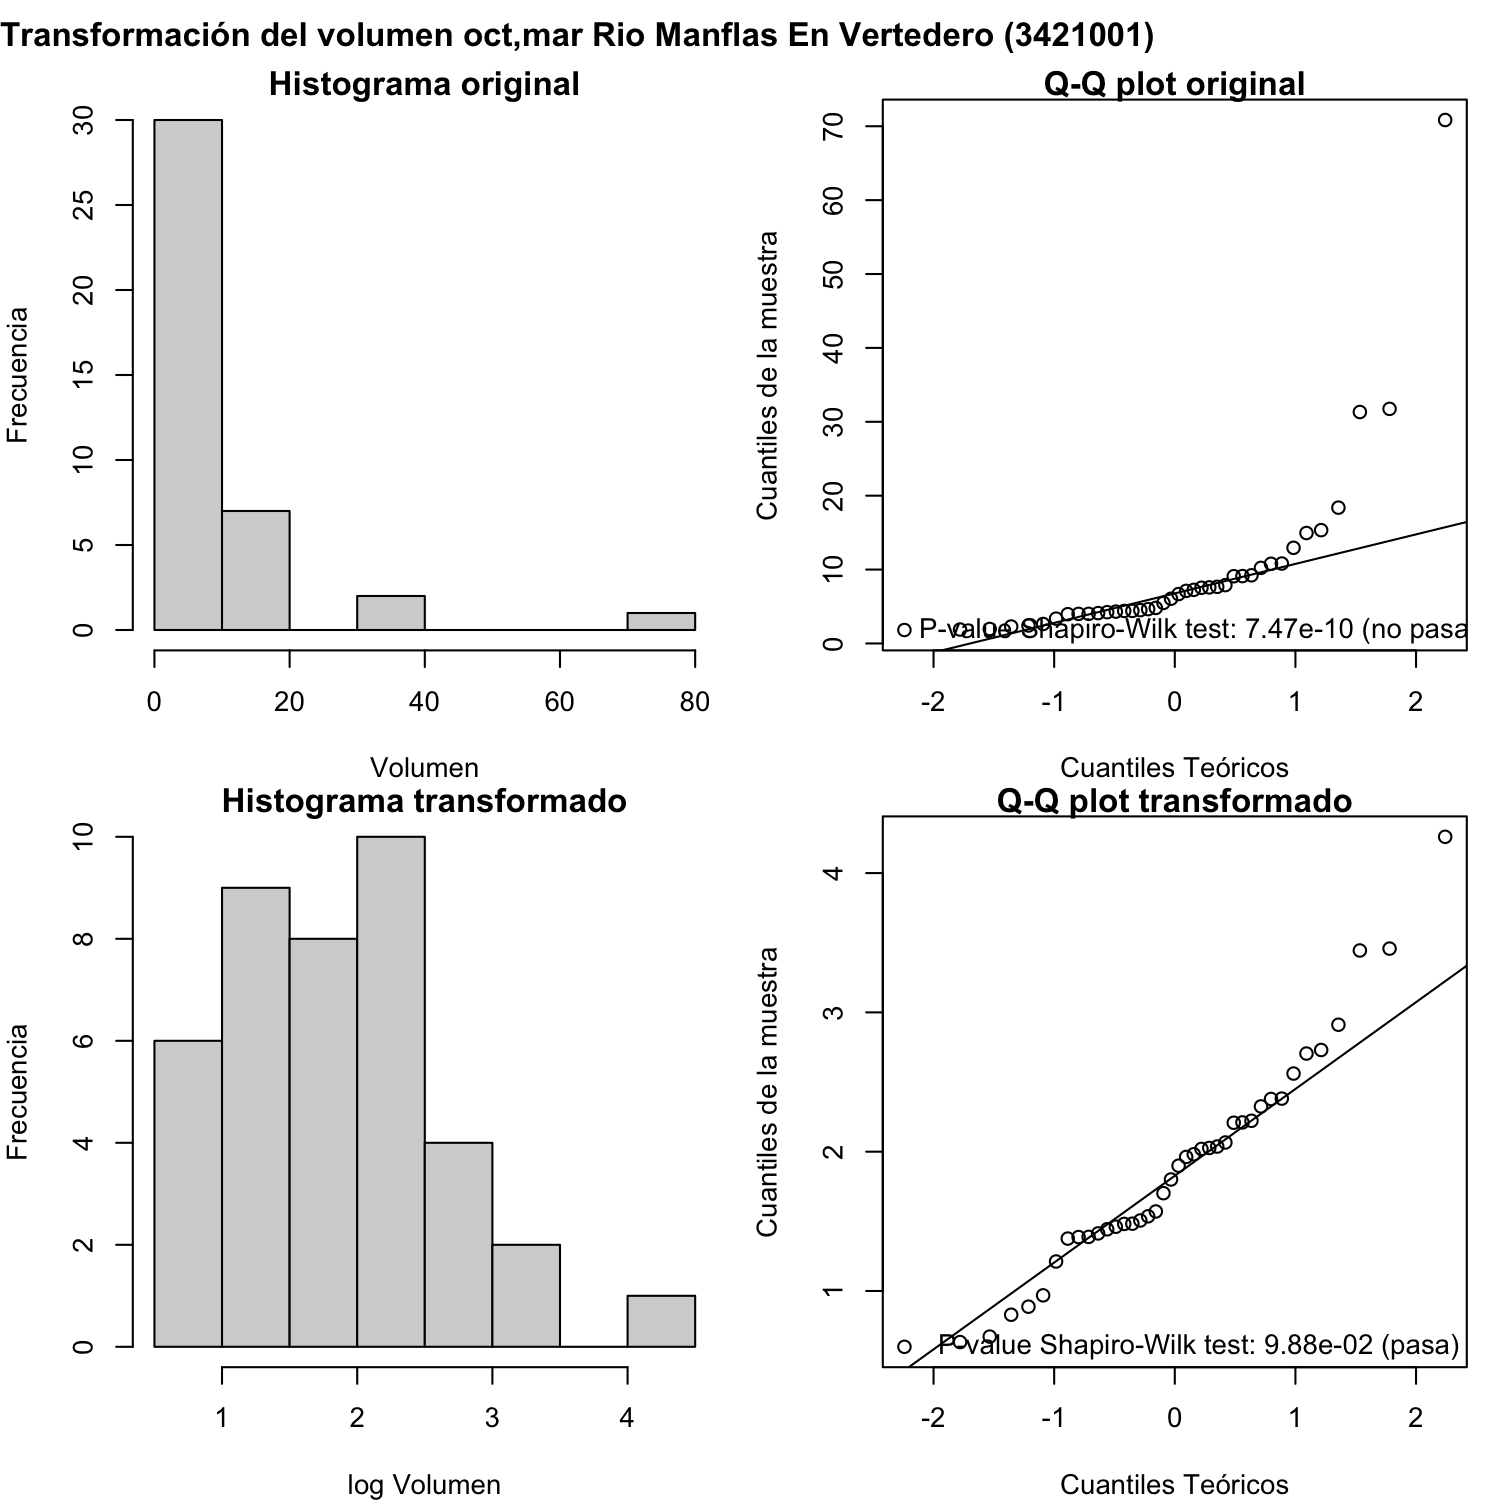 Transformación del volumen oct,mar Rio Manflas En Vertedero (3421001)
Histograma original
Frecuencia
30
25
20
15
10
5
0
0 20 40 60 80
Volumen
Q-Q plot original
Cuantiles de la muestra
70
60
50
40
30
20
10
0
P-value Shapiro-Wilk test: 7.47e-10 (no pasa
-2 -1 0 1 2
Cuantiles Teóricos
Histograma transformado
Frecuencia
10
8
6
4
2
0
1 2 3 4
log Volumen
Q-Q plot transformado
Cuantiles de la muestra
4
3
2
1
P-value Shapiro-Wilk test: 9.88e-02 (pasa)
-2 -1 0 1 2
Cuantiles Teóricos